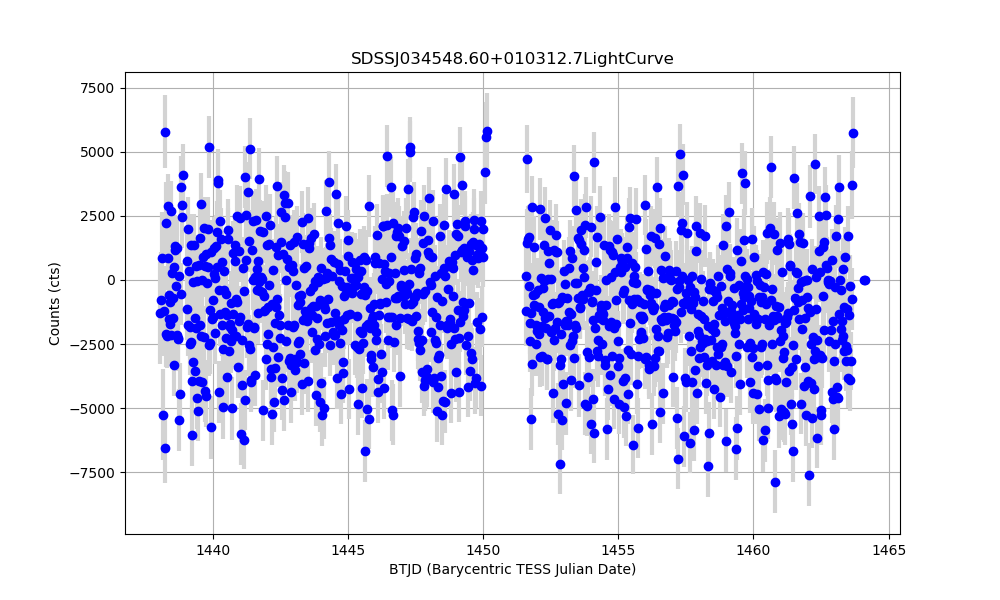 SDSSJ034548.60+010312.7LightCurve
7500
5000
2500
0
−2500
−5000
−7500
Counts (cts)
1440 1445 1450 1455 1460 1465
BTJD (Barycentric TESS Julian Date)